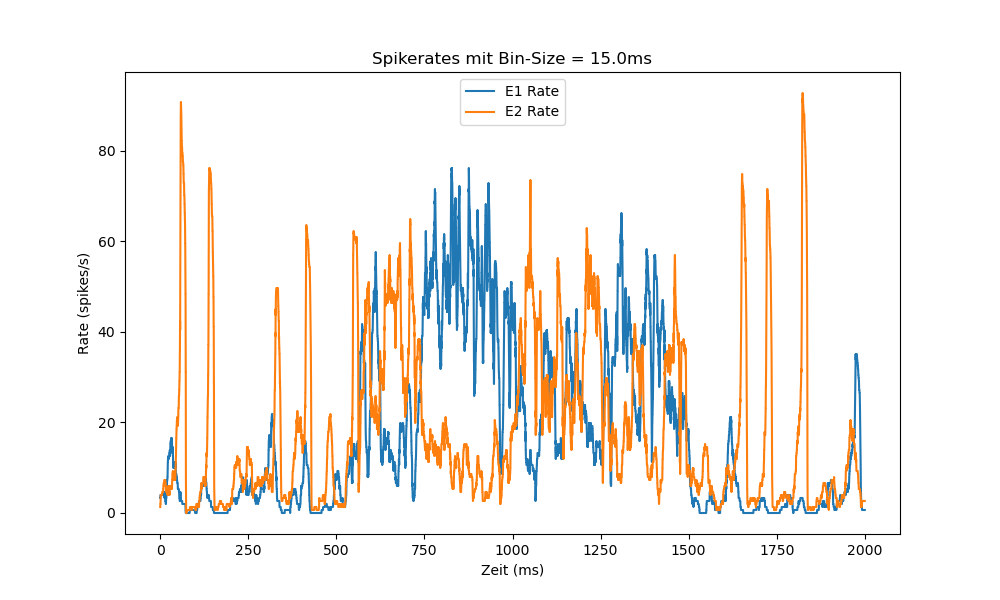 Spikerates mit Bin-Size = 15.0ms
E1 Rate
E2 Rate
Rate (spikes/s)
80
60
40
20
0
0 250 500 750 1000 1250 1500 1750 2000
Zeit (ms)